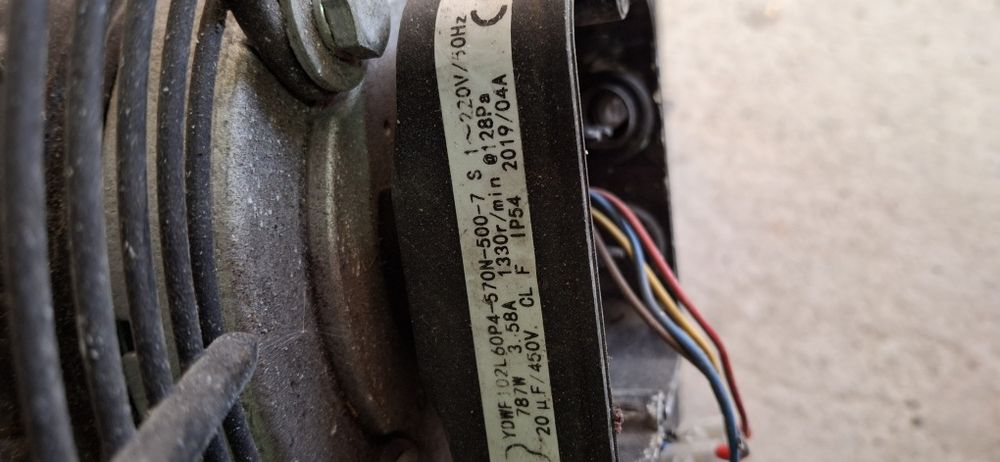 YDWF102L60P4-570N-500-7 S 1~220V/50Hz
787W 3.58A 1330r/min @128Pa
20μF/450V. CL F IP54 2019/04A